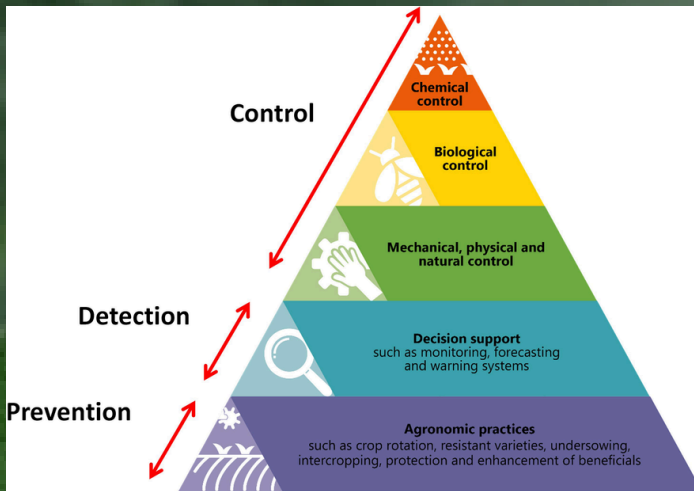 Control
Detection
Prevention
Chemical
control
Biological
control
Mechanical, physical and
natural control
Decision support
such as monitoring, forecasting
and warning systems
Agronomic practices
such as crop rotation, resistant varieties, undersowing,
intercropping, protection and enhancement of beneficials